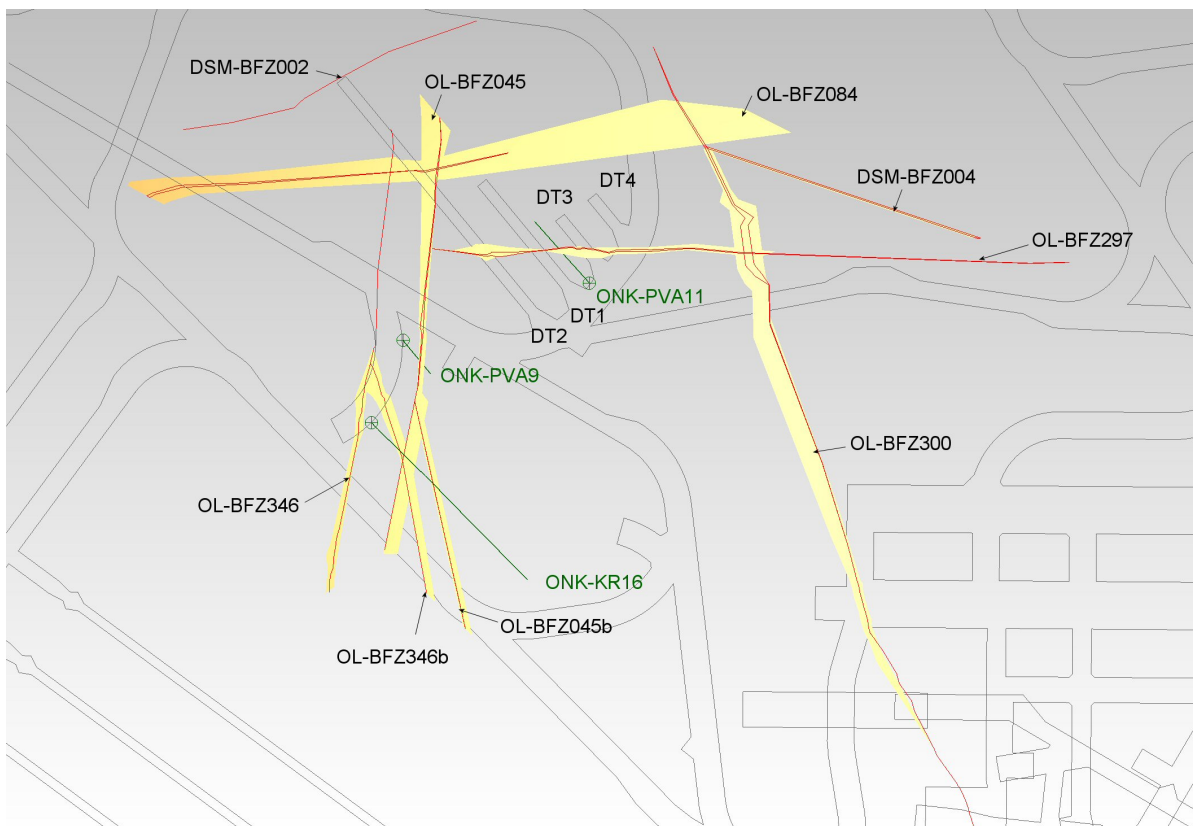 DSM-BFZ002
OL-BFZ045
OL-BFZ084
DT4
DT3
DSM-BFZ004
OL-BFZ297
ONK-PVA11
DT1
DT2
ONK-PVA9
OL-BFZ300
OL-BFZ346
ONK-KR16
OL-BFZ045b
OL-BFZ346b